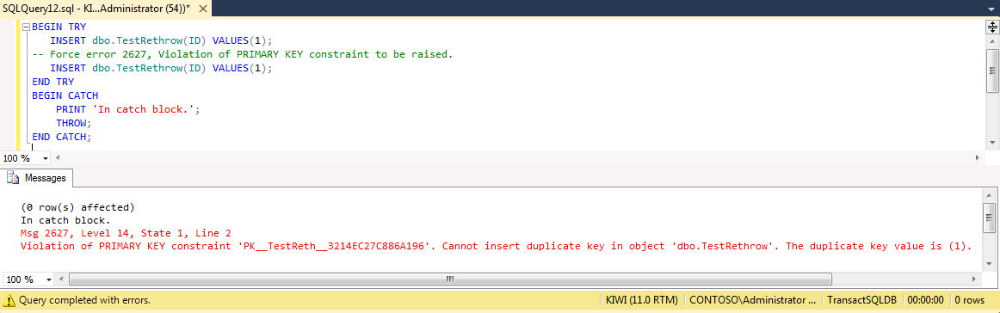 SQLQuery12.sql - KI...Administrator (54))*
BEGIN TRY
INSERT dbo.TestRethrow(ID) VALUES(1);
-- Force error 2627, Violation of PRIMARY KEY constraint to be raised.
INSERT dbo.TestRethrow(ID) VALUES(1);
END TRY
BEGIN CATCH
PRINT 'In catch block.';
THROW;
END CATCH;
100 %
Messages
(0 row(s) affected)
In catch block.
Msg 2627, Level 14, State 1, Line 2
Violation of PRIMARY KEY constraint 'PK__TestReth__3214EC27C886A196'. Cannot insert duplicate key in object 'dbo.TestRethrow'. The duplicate key value is (1).
100 %
Query completed with errors. KIWI (11.0 RTM) CONTOSO\Administrator ... TransactSQLDB 00:00:00 0 rows